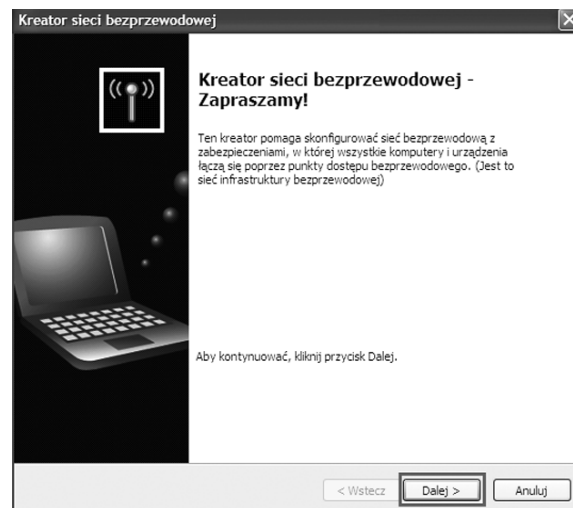 Kreator sieci bezprzewodowej
Kreator sieci bezprzewodowej -
Zapraszamy!
Ten kreator pomaga skonfigurować sieć bezprzewodową z
zabezpieczeniami, w której wszystkie komputery i urządzenia
łączą się poprzez punkty dostępu bezprzewodowego. (Jest to
sieć infrastruktury bezprzewodowej)
Aby kontynuować, kliknij przycisk Dalej.
< Wstecz
Dalej >
Anuluj